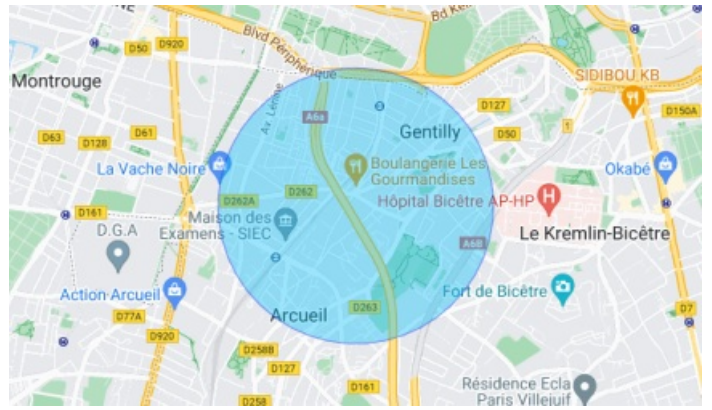 Blvd Périphérique
D50
D920
Montrouge
SIDIBOU KB
D127
D150A
A6a
Av. Lénine
D63
D128
D61
Gentilly
D50
1
La Vache Noire
Boulangerie Les
Gourmandises
Okabé
D262A
D262
Hôpital Bicêtre AP-HP
H
D161
Maison des
Examens - SIEC
D.G.A
Le Kremlin-Bicêtre
A6B
Action Arcueil
Fort de Bicêtre
D77A
Arcueil
D263
D7
D920
D258B
D127
D161
D258
Résidence Ecla
Paris Villejuif